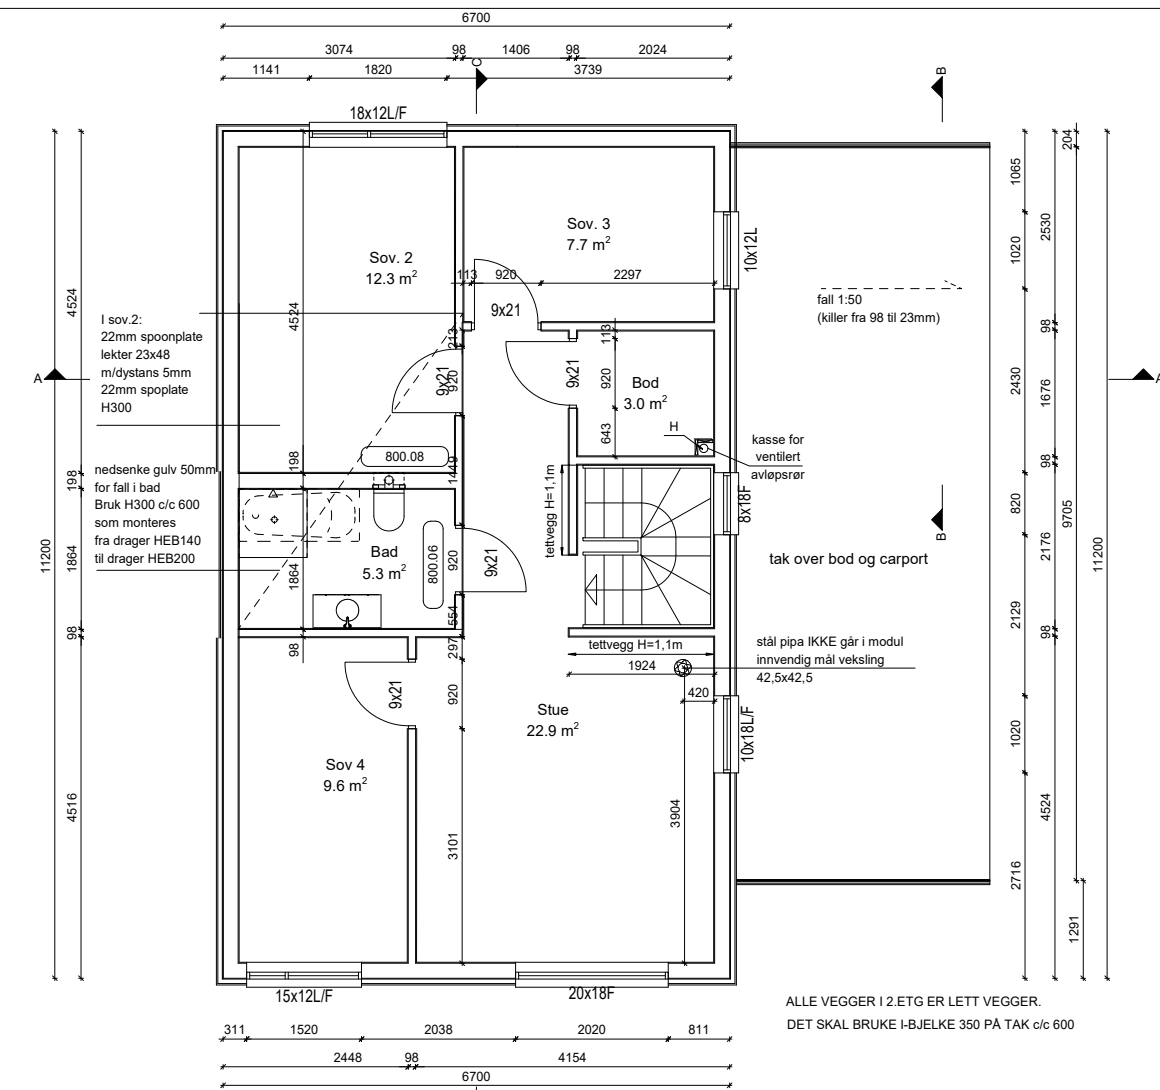 6700
3074 98 1406 98 2024
1141 1820 3739
C
B
18x12L/F
204
1065
2530
1020
10x12L
Sov. 3
7.7 m²
Sov. 2
12.3 m²
113 920 2297
9x21
fall 1:50
(killer fra 98 til 23mm)
I sov.2:
22mm spoonplate
lekter 23x48
m/dystans 5mm
22mm spoplate
H300
4524
4524
213
920
9x21
9x21
113
920
643
Bod
3.0 m²
98
2430
1676
A
A
H
kasse for
ventilert
avløpsrør
800.08
198
1449
nedsenke gulv 50mm
for fall i bad
Bruk H300 c/c 600
som monteres
fra drager HEB140
til drager HEB200
198
1864
11200
1864
Bad
5.3 m²
800.06
920
9x21
554
tettvegg H=1,1m
8x18F
98
820
2176
9705
11200
B
tak over bod og carport
2129
98
98
98
297
tettvegg H=1,1m
1924
420
stål pipa IKKE går i modul
innvendig mål veksling
42,5x42,5
9x21
920
Stue
22.9 m²
10x18L/F
1020
Sov 4
9.6 m²
4516
3101
3904
4524
2716
1291
15x12L/F
20x18F
ALLE VEGGER I 2.ETG ER LETT VEGGER.
DET SKAL BRUKE I-BJELKE 350 PÅ TAK c/c 600
311 1520 2038 2020 811
2448 98 4154
6700